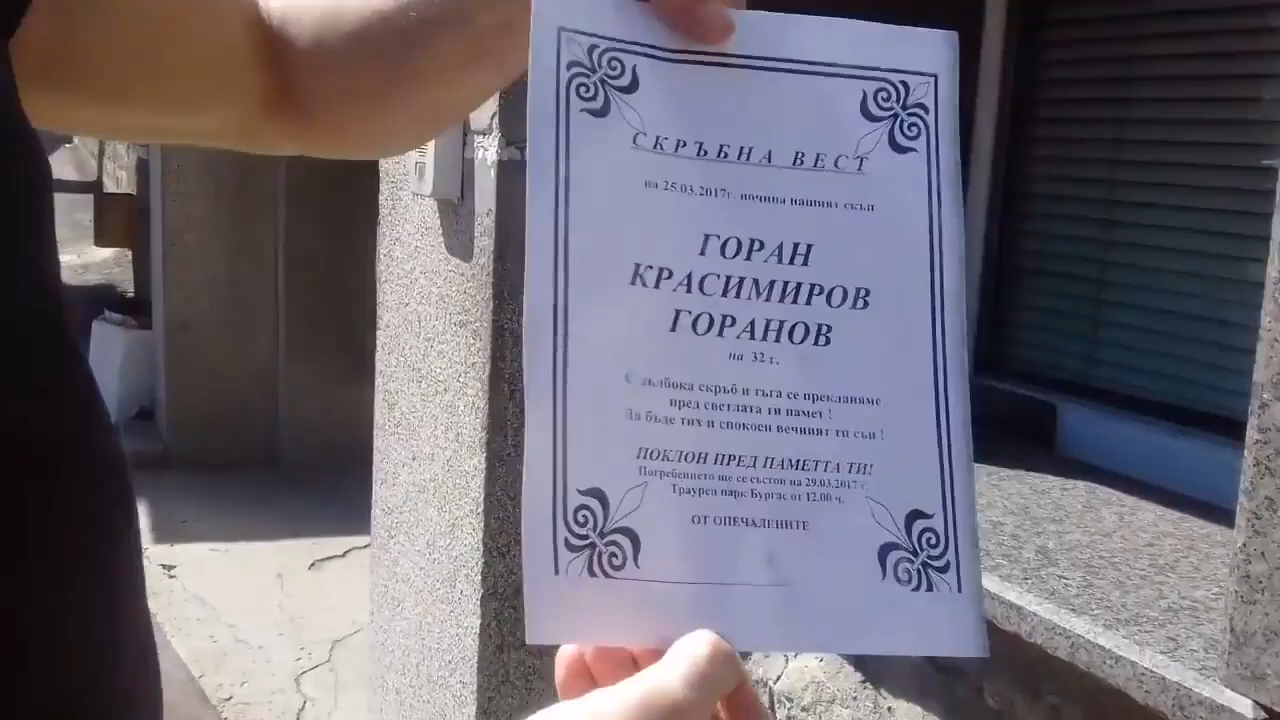 СКРЪБНА ВЕСТ
на 25.03.2017г. почина нашият скъп
ГОРАН
КРАСИМИРОВ
ГОРАНОВ
на 32 г.
С дълбока скръб и тъга се прекланяме
пред светлата ти памет !
Да бъде тих и спокоен вечният ти сън !
ПОКЛОН ПРЕД ПАМЕТТА ТИ!
Погребението ще се състои на 29.03.2017 г.
Траурен парк Бургас от 12.00 ч.
ОТ ОПЕЧАЛЕНИТЕ